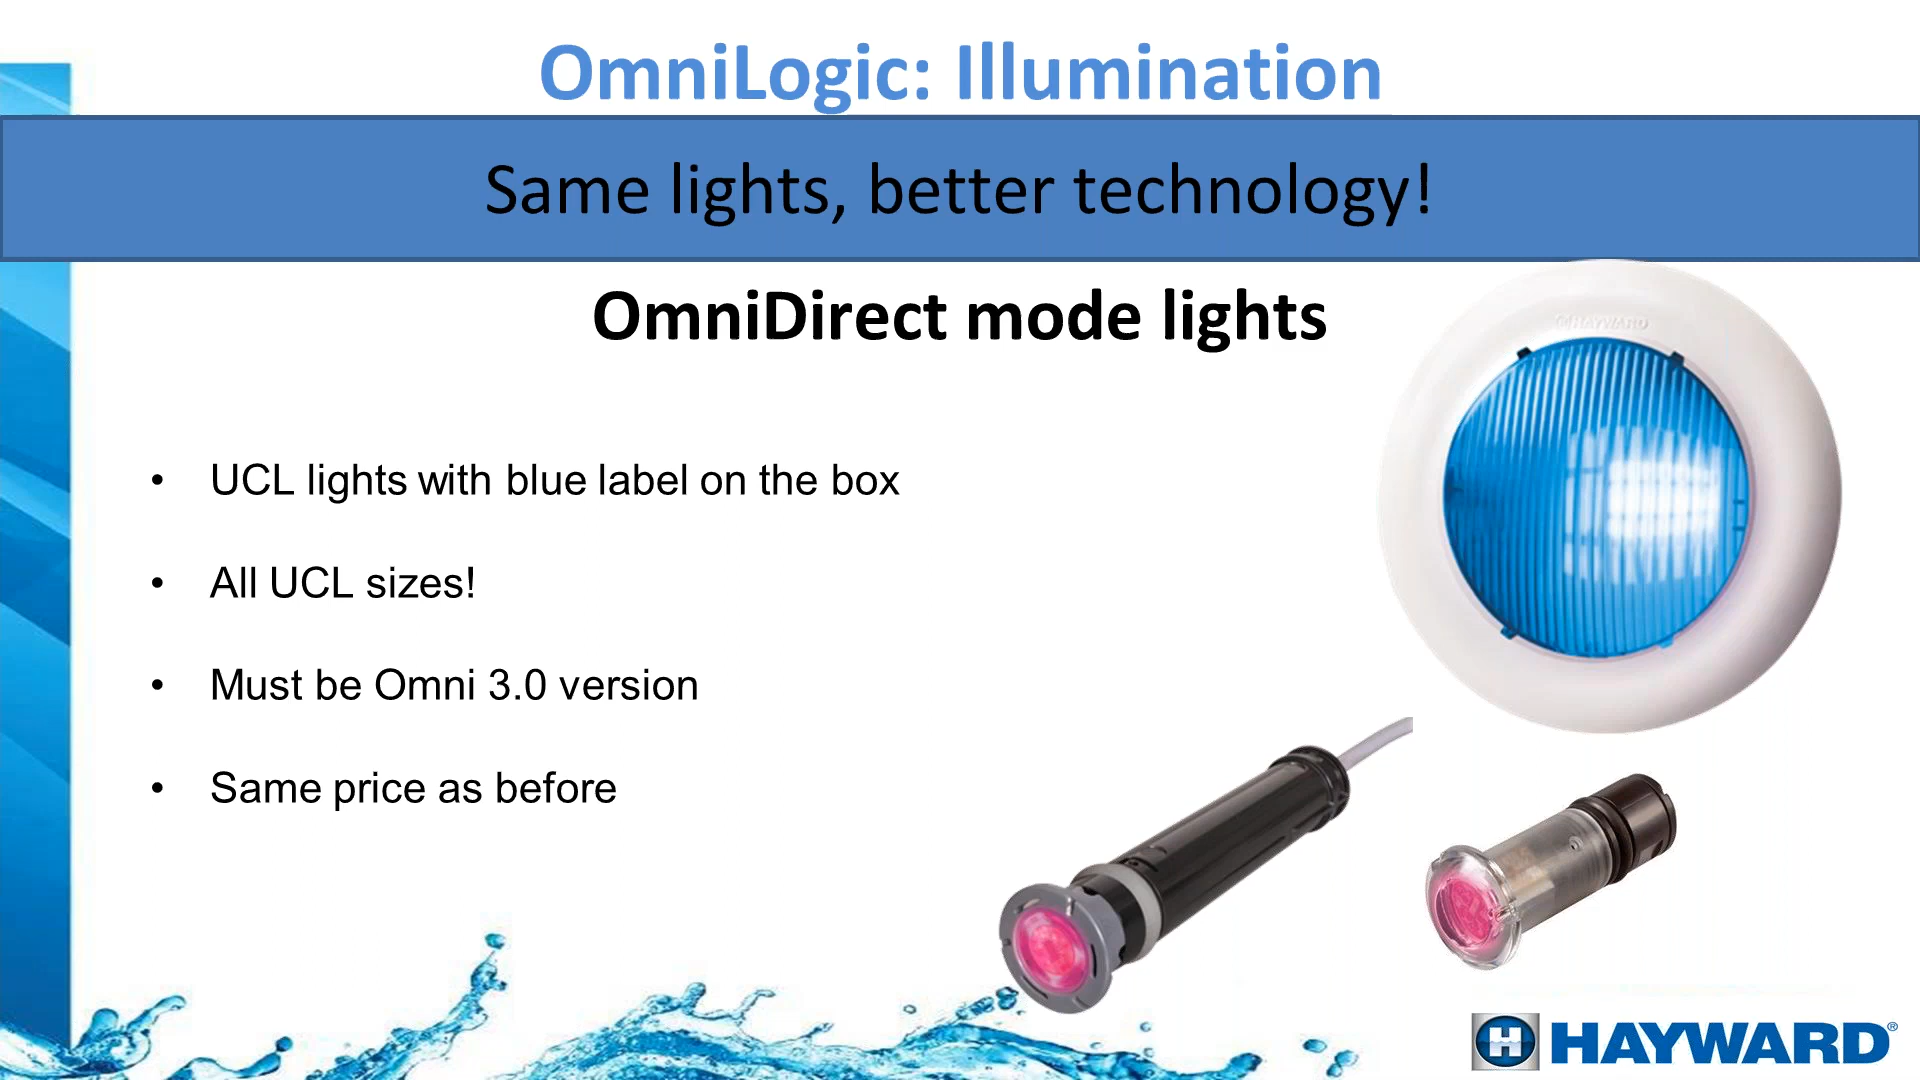 OmniLogic: Illumination
Same lights, better technology!
OmniDirect mode lights
HAYWARD
• UCL lights with blue label on the box
• All UCL sizes!
• Must be Omni 3.0 version
• Same price as before
H HAYWARD®